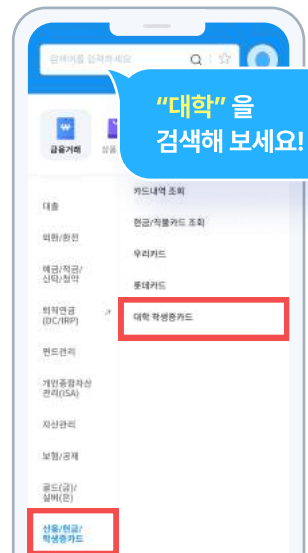 검색어를 입력하세요.
"대학" 을
검색해 보세요!
금융거래
상품
대출
외환/환전
예금/적금/
신탁/청약
퇴직연금
(DC/IRP)
펀드관리
개인종합자산
관리(ISA)
자산관리
보험/공제
골드(금)/
실버(은)
신용/현금/
학생증카드
카드내역 조회
현금/직불카드 조회
우리카드
롯데카드
대학 학생증카드